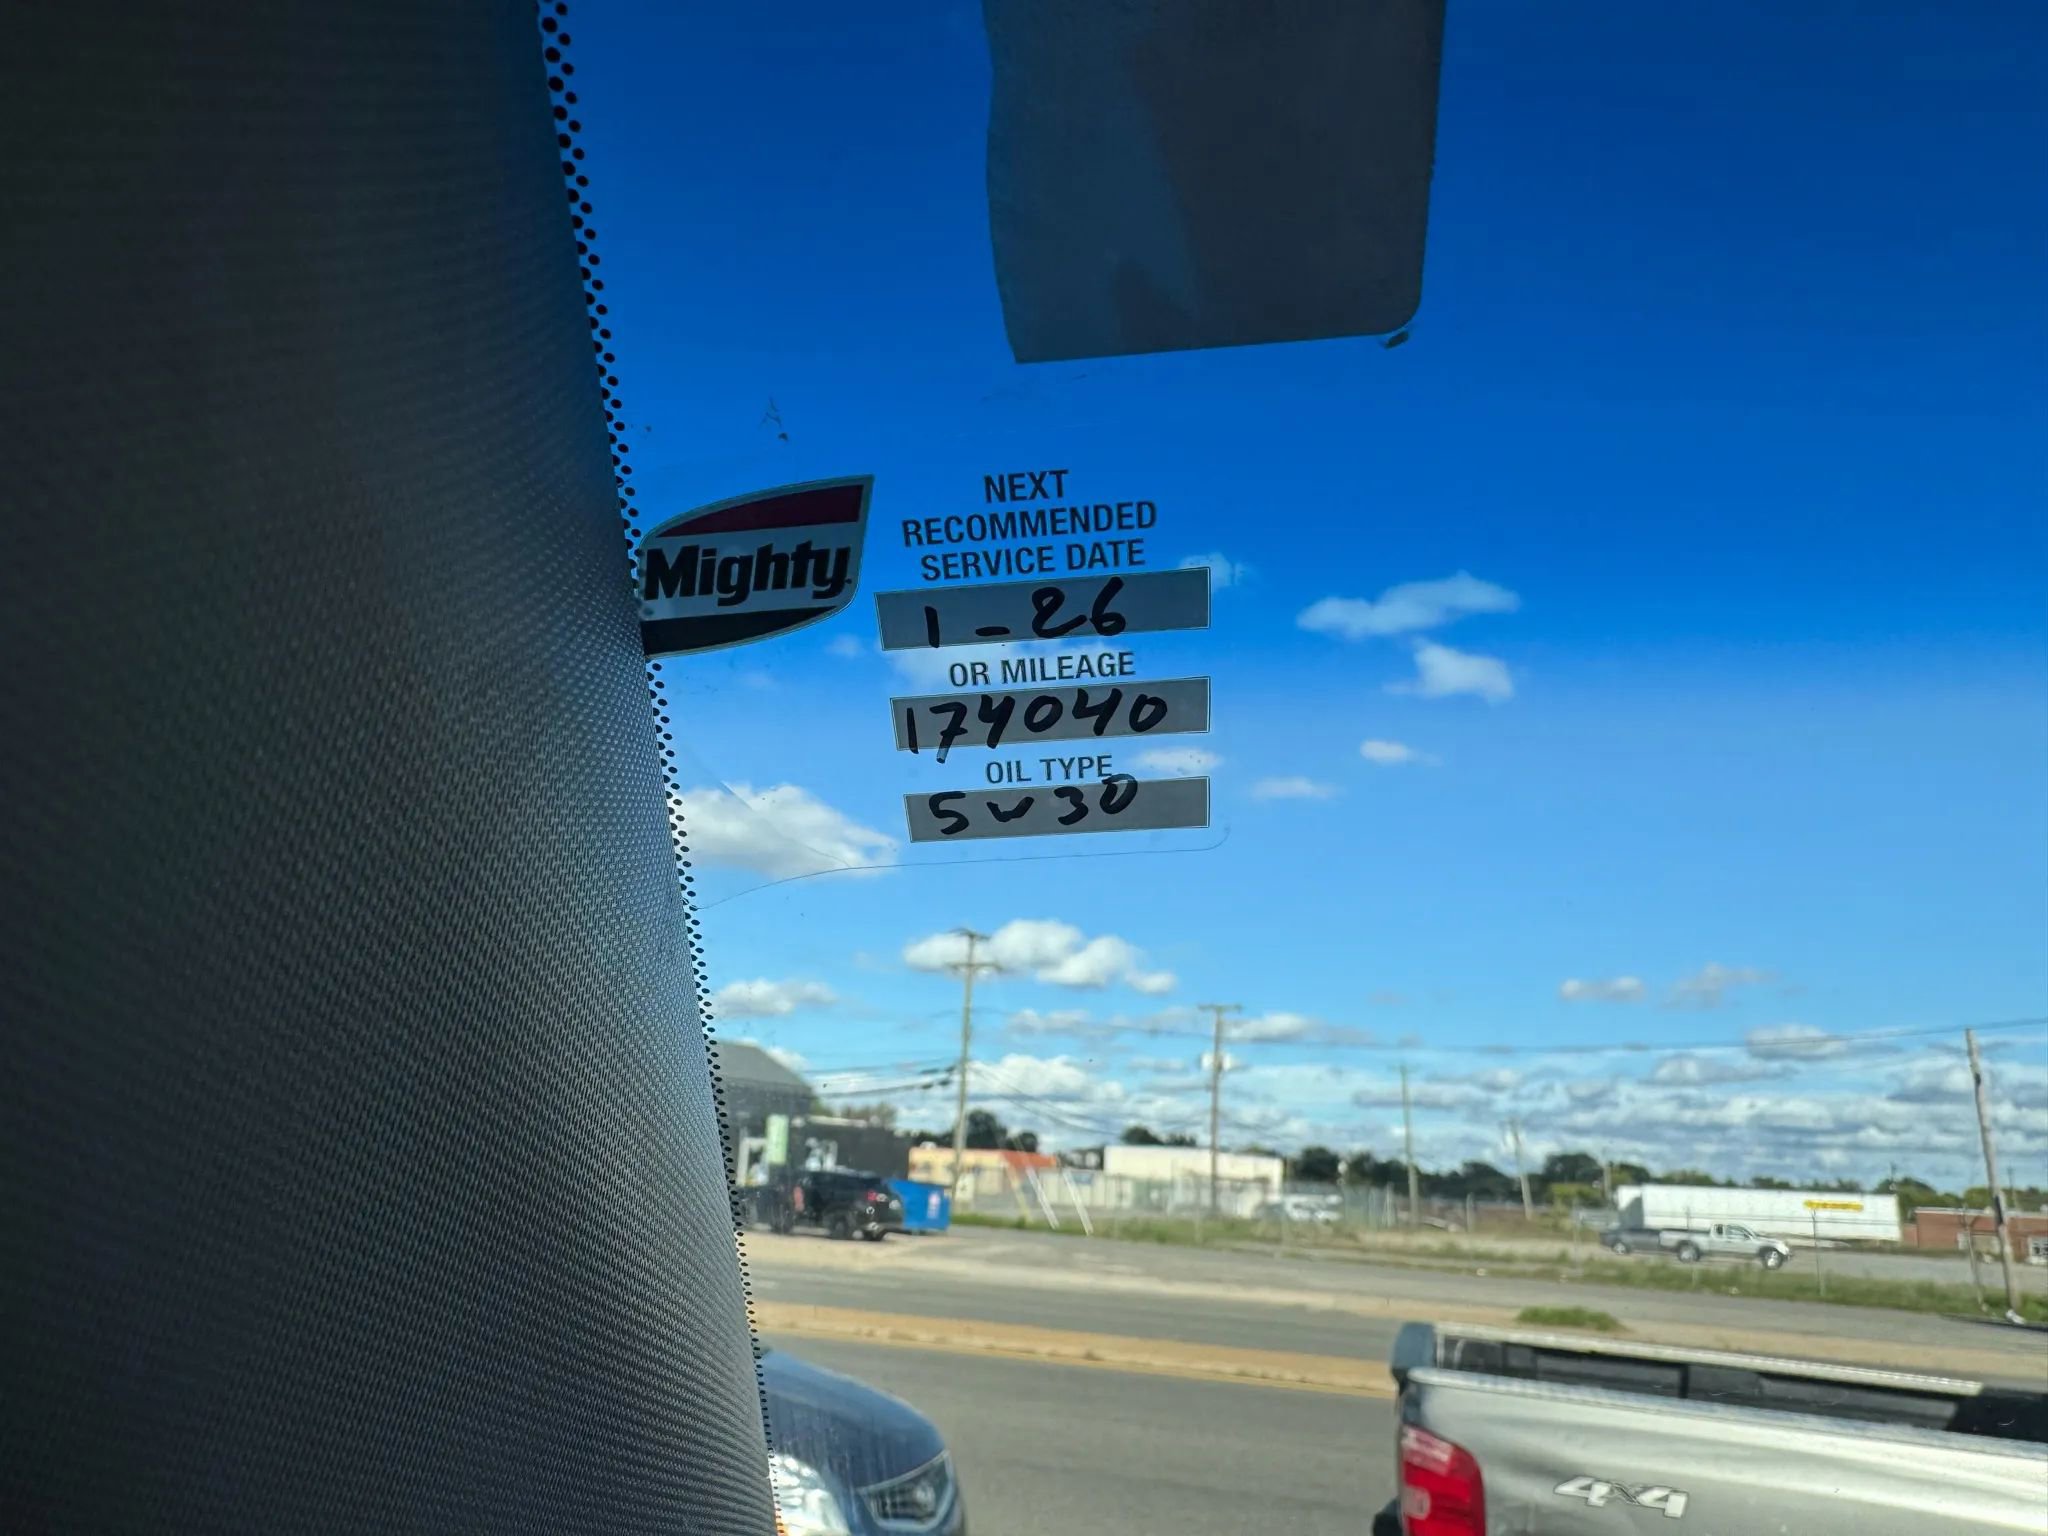 Mighty
NEXT
RECOMMENDED
SERVICE DATE
1-26
OR MILEAGE
174040
OIL TYPE
5w30
4x4